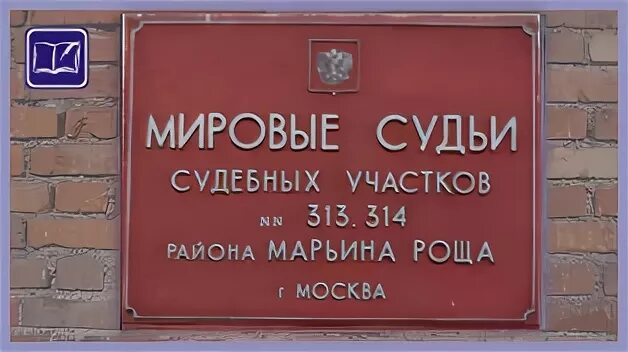 МИРОВЫЕ СУДЬИ
СУДЕБНЫХ УЧАСТКОВ
NN 313. 314
РАЙОНА МАРЬИНА РОЩА
г МОСКВА